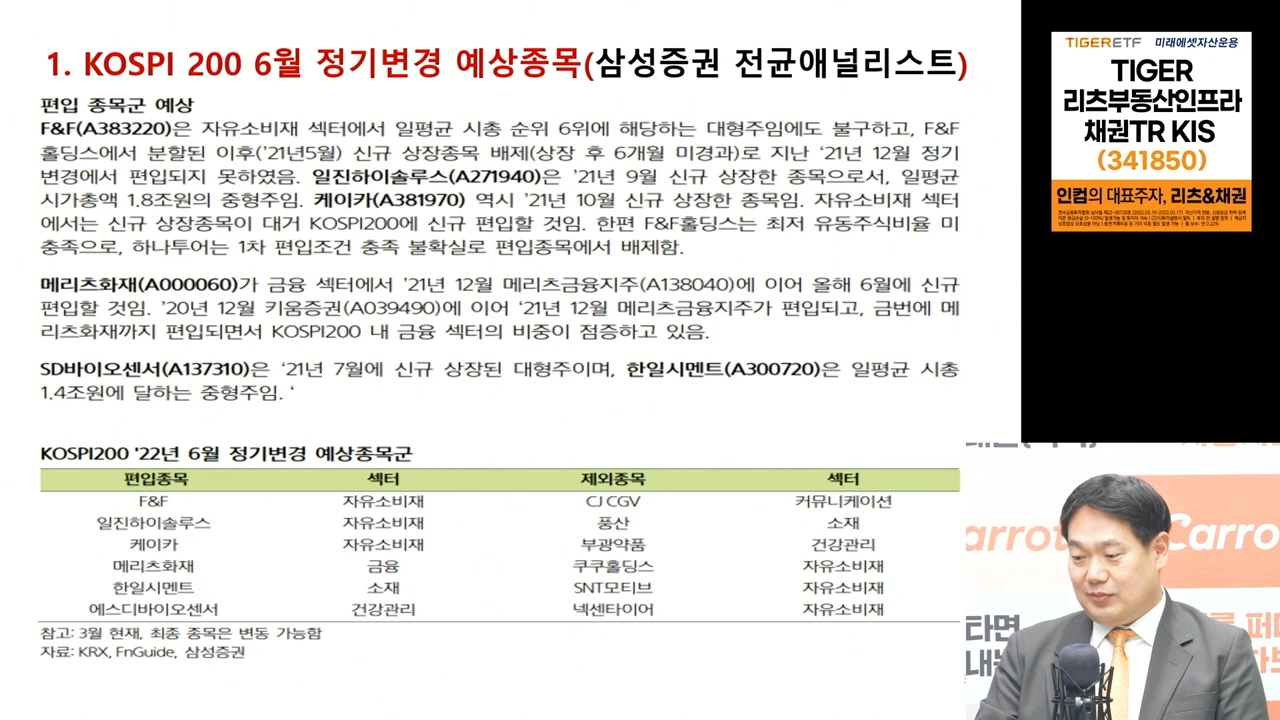 1. KOSPI 200 6월 정기변경 예상종목(삼성증권 전균애널리스트)
편입 종목군 예상
F&F(A383220)은 자유소비재 섹터에서 일평균 시총 순위 6위에 해당하는 대형주임에도 불구하고, F&F
홀딩스에서 분할된 이후('21년5월) 신규 상장종목 배제(상장 후 6개월 미경과)로 지난 '21년 12월 정기
변경에서 편입되지 못하였음. 일진하이솔루스(A271940)은 '21년 9월 신규 상장한 종목으로서, 일평균
시가총액 1.8조원의 중형주임. 케이카(A381970) 역시 '21년 10월 신규 상장한 종목임. 자유소비재 섹터
에서는 신규 상장종목이 대거 KOSPI200에 신규 편입할 것임. 한편 F&F홀딩스는 최저 유동주식비율 미
충족으로, 하나투어는 1차 편입조건 충족 불확실로 편입종목에서 배제함.
메리츠화재(A000060)가 금융 섹터에서 '21년 12월 메리츠금융지주(A138040)에 이어 올해 6월에 신규
편입할 것임. '20년 12월 키움증권(A039490)에 이어 '21년 12월 메리츠금융지주가 편입되고, 금번에 메
리츠화재까지 편입되면서 KOSPI200 내 금융 섹터의 비중이 점증하고 있음.
SD바이오센서(A137310)은 '21년 7월에 신규 상장된 대형주이며, 한일시멘트(A300720)은 일평균 시총
1.4조원에 달하는 중형주임. '
KOSPI200 '22년 6월 정기변경 예상종목군
편입종목 섹터 제외종목 섹터
F&F 자유소비재 CJ CGV 커뮤니케이션
일진하이솔루스 자유소비재 풍산 소재
케이카 자유소비재 부광약품 건강관리
메리츠화재 금융 쿠쿠홀딩스 자유소비재
한일시멘트 소재 SNT모티브 자유소비재
에스디바이오센서 건강관리 넥센타이어 자유소비재
참고: 3월 현재, 최종 종목은 변동 가능함
자료: KRX, FnGuide, 삼성증권
TIGER ETF 미래에셋자산운용
TIGER
리츠부동산인프라
채권TR KIS
(341850)
인컴의 대표주자, 리츠&채권
arrot Carro
타면
내